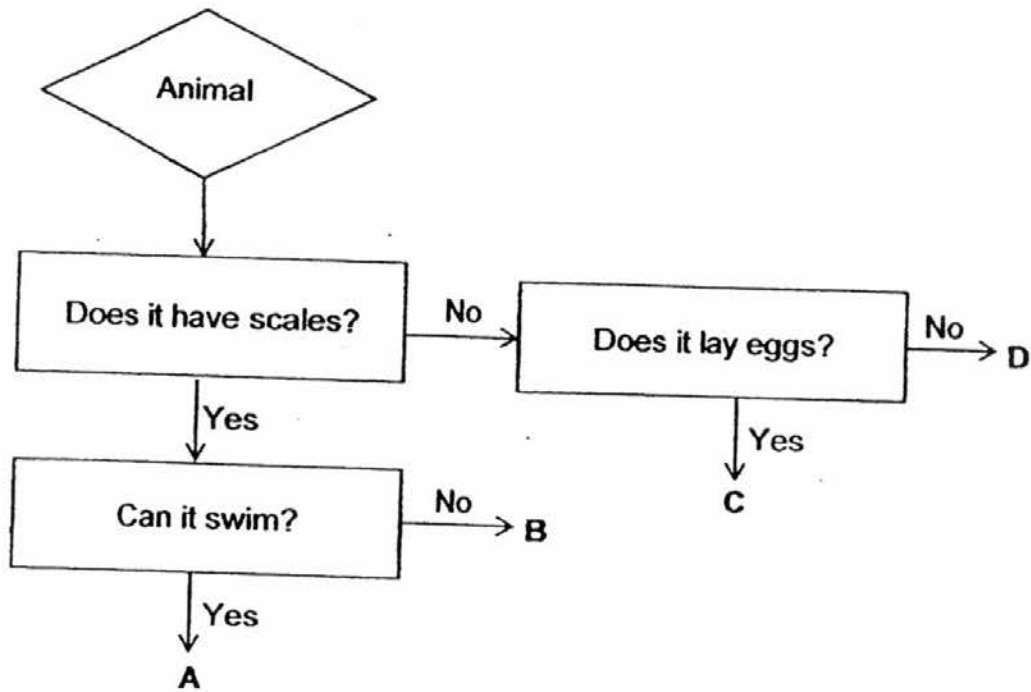 Animal
Does it have scales?
No
Does it lay eggs?
No
D
Yes
Yes
C
Can it swim?
No
B
Yes
A